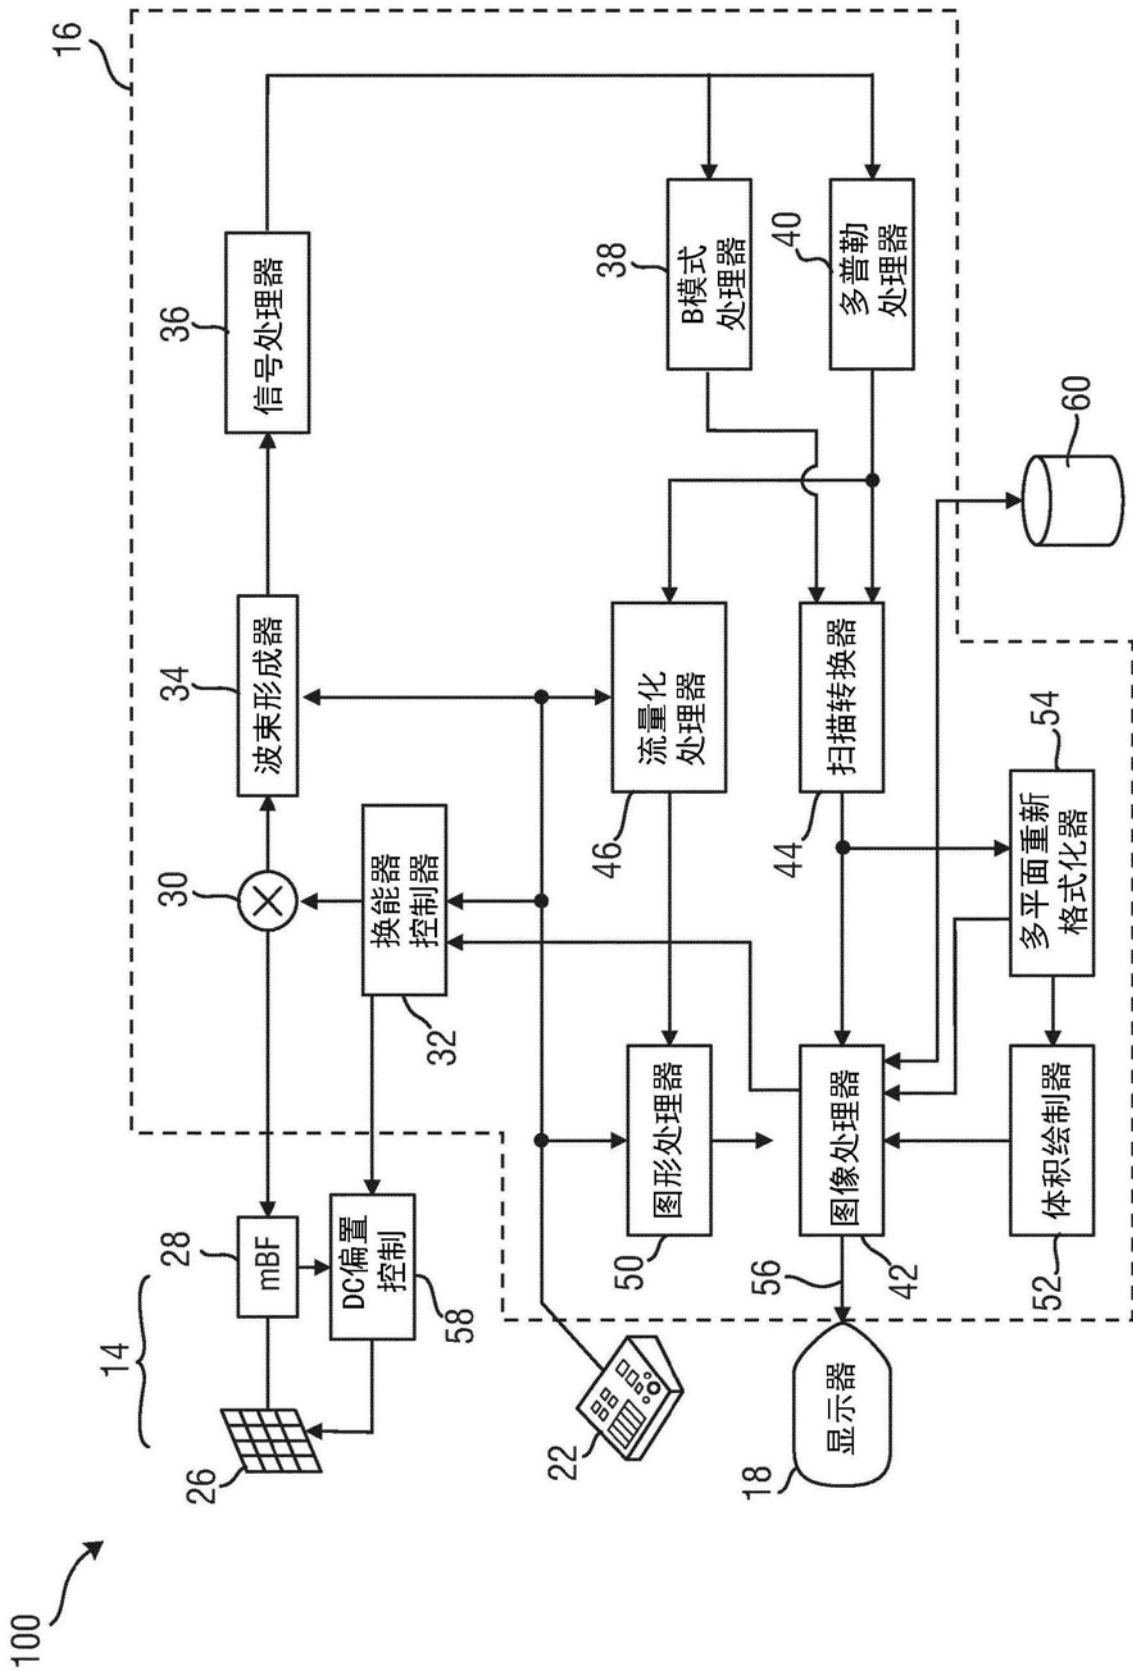 100
14
16
26
28
mBF
DC偏置
控制
58
30
34
波束形成器
36
信号处理器
换能器
控制器
32
22
46
流量化
处理器
38
B模式
处理器
40
多普勒
处理器
50
图形处理器
44
扫描转换器
18
显示器
56
42
图像处理器
52
体积绘制器
54
多平面重新
格式化器
60